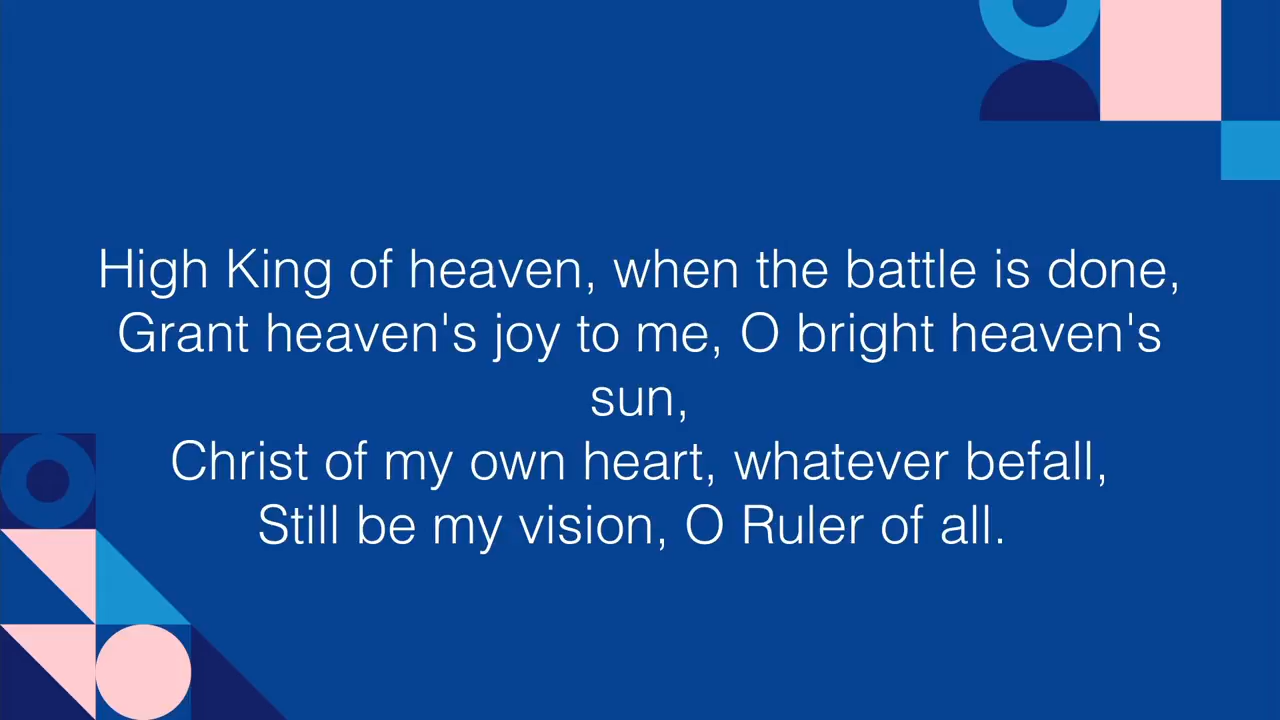 High King of heaven, when the battle is done,
Grant heaven's joy to me, O bright heaven's
sun,
Christ of my own heart, whatever befall,
Still be my vision, O Ruler of all.